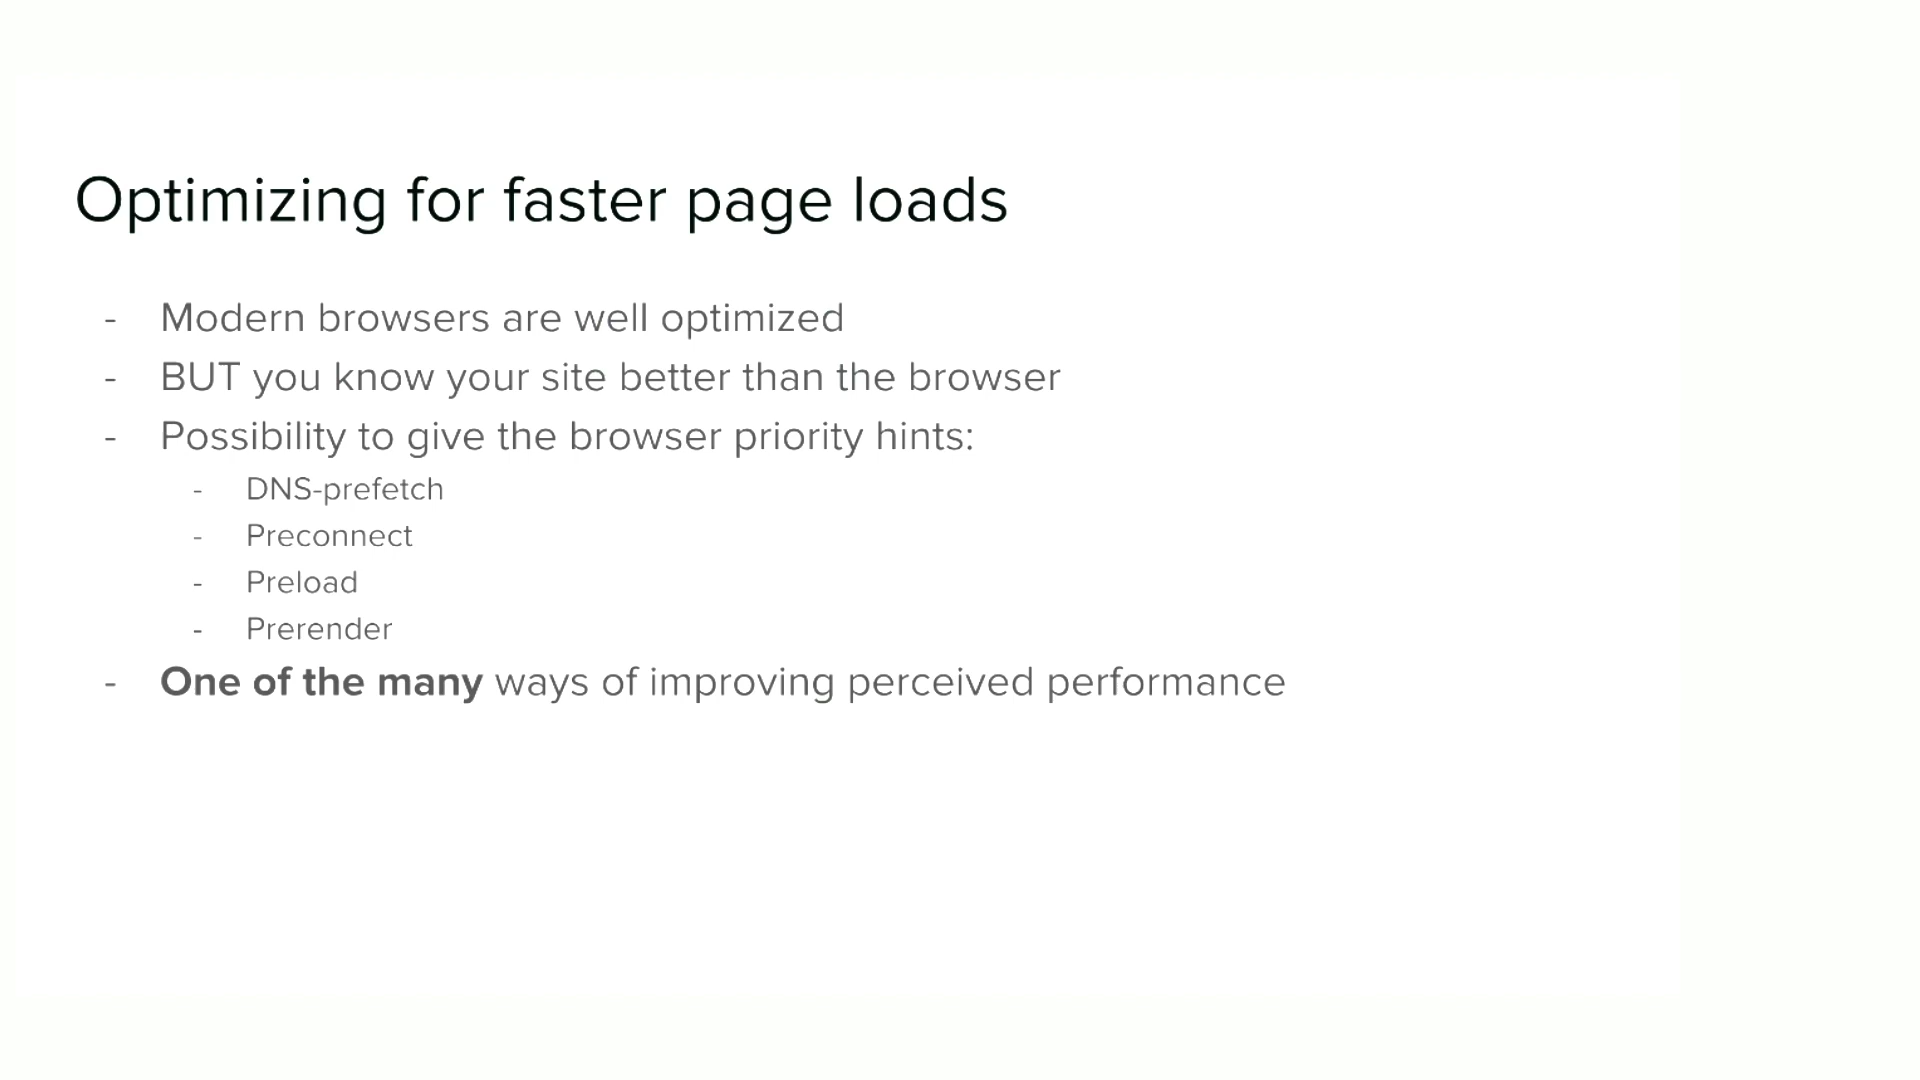 Optimizing for faster page loads
- Modern browsers are well optimized
- BUT you know your site better than the browser
- Possibility to give the browser priority hints:
- DNS-prefetch
- Preconnect
- Preload
- Prerender
- One of the many ways of improving perceived performance